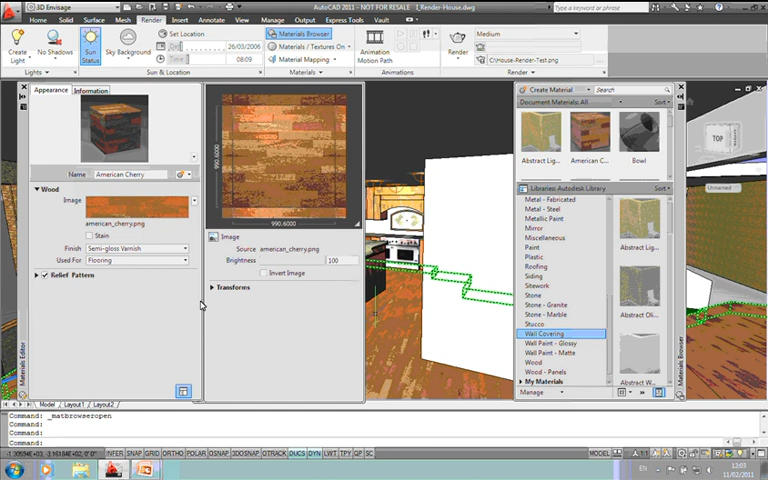 3D Envisage
AutoCAD 2011 - NOT FOR RESALE I_Render-House.dwg
Type a keyword or phrase
Home Solid Surface Mesh Render Insert Annotate View Manage Output Express Tools Vault
Create Light
No Shadows
Sun Status
Sky Background
Set Location
26/03/2006
Time 08:09
Materials Browser
Materials / Textures On
Material Mapping
Animation Motion Path
Render
Medium
C:\House-Render-Test.png
Lights Sun & Location Materials Animations Render
Appearance Information
Name American Cherry
Wood
Image
american_cherry.png
Stain
Finish Semi-gloss Varnish
Used For Flooring
Relief Pattern
Materials Editor
990.6000
990.6000
Image
Source american_cherry.png
Brightness 100
Invert Image
Transforms
Create Material Search
Document Materials: All Sort
Abstract Lig... American C... Bowl
Libraries: Autodesk Library Sort
Metal - Fabricated
Metal - Steel
Metallic Paint
Mirror
Miscellaneous
Paint
Plastic
Roofing
Siding
Sitework
Stone
Stone - Granite
Stone - Marble
Stucco
Wall Covering
Wall Paint - Glossy
Wall Paint - Matte
Wood
Wood - Panels
My Materials
Abstract Lig...
Abstract Oli...
Abstract W...
Manage
Materials Browser
TOP
Unnamed
Model Layout1 Layout2
Command: _matbrowseropen
Command:
Command:
Command:
INFER SNAP GRID ORTHO POLAR OSNAP 3DOSNAP OTRACK DUCS DYN LWT TPY QP SC
MODEL
EN
12:03
11/02/2011